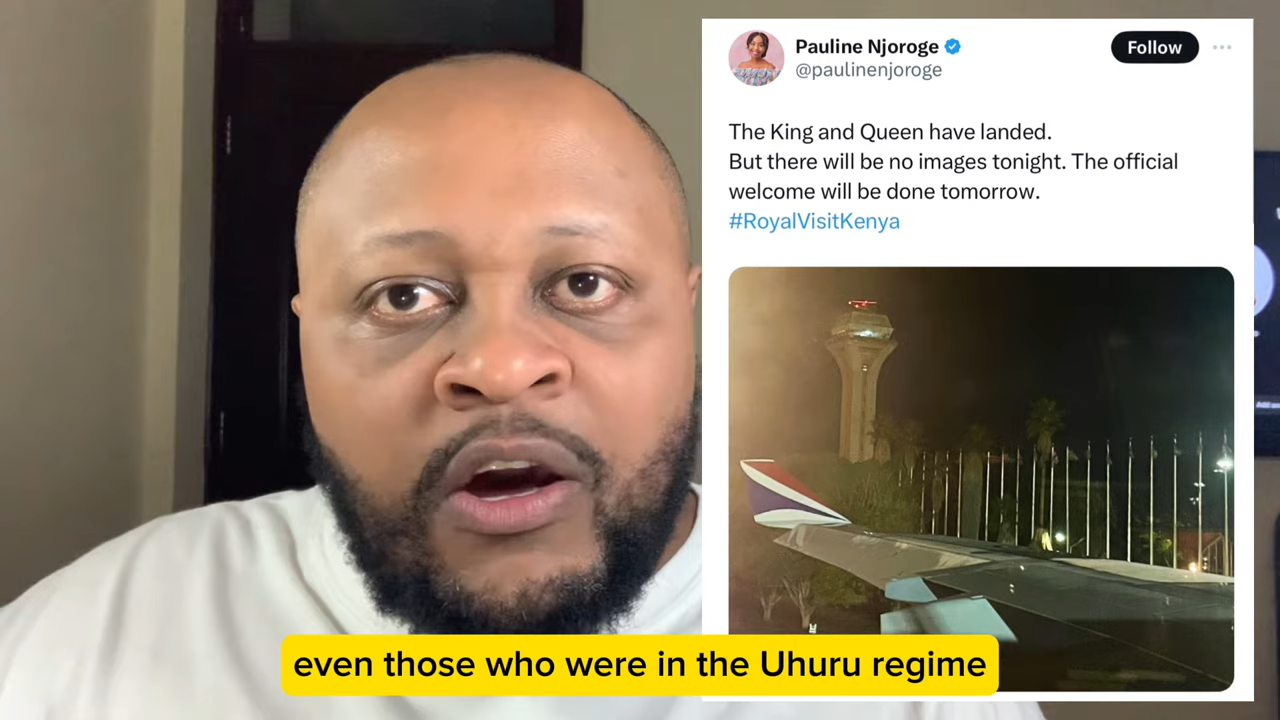 Pauline Njoroge
@paulinenjoroge
Follow
The King and Queen have landed.
But there will be no images tonight. The official
welcome will be done tomorrow.
#RoyalVisitKenya
even those who were in the Uhuru regime